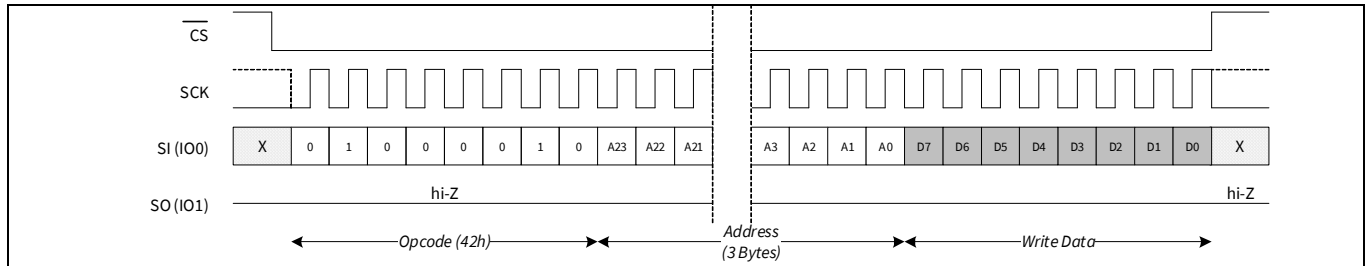 CS
SCK
SI (IO0) X 0 1 0 0 0 0 1 0 A23 A22 A21 A3 A2 A1 A0 D7 D6 D5 D4 D3 D2 D1 D0 X
hi-Z hi-Z
SO (IO1)
Opcode (42h) Address Write Data
(3 Bytes)